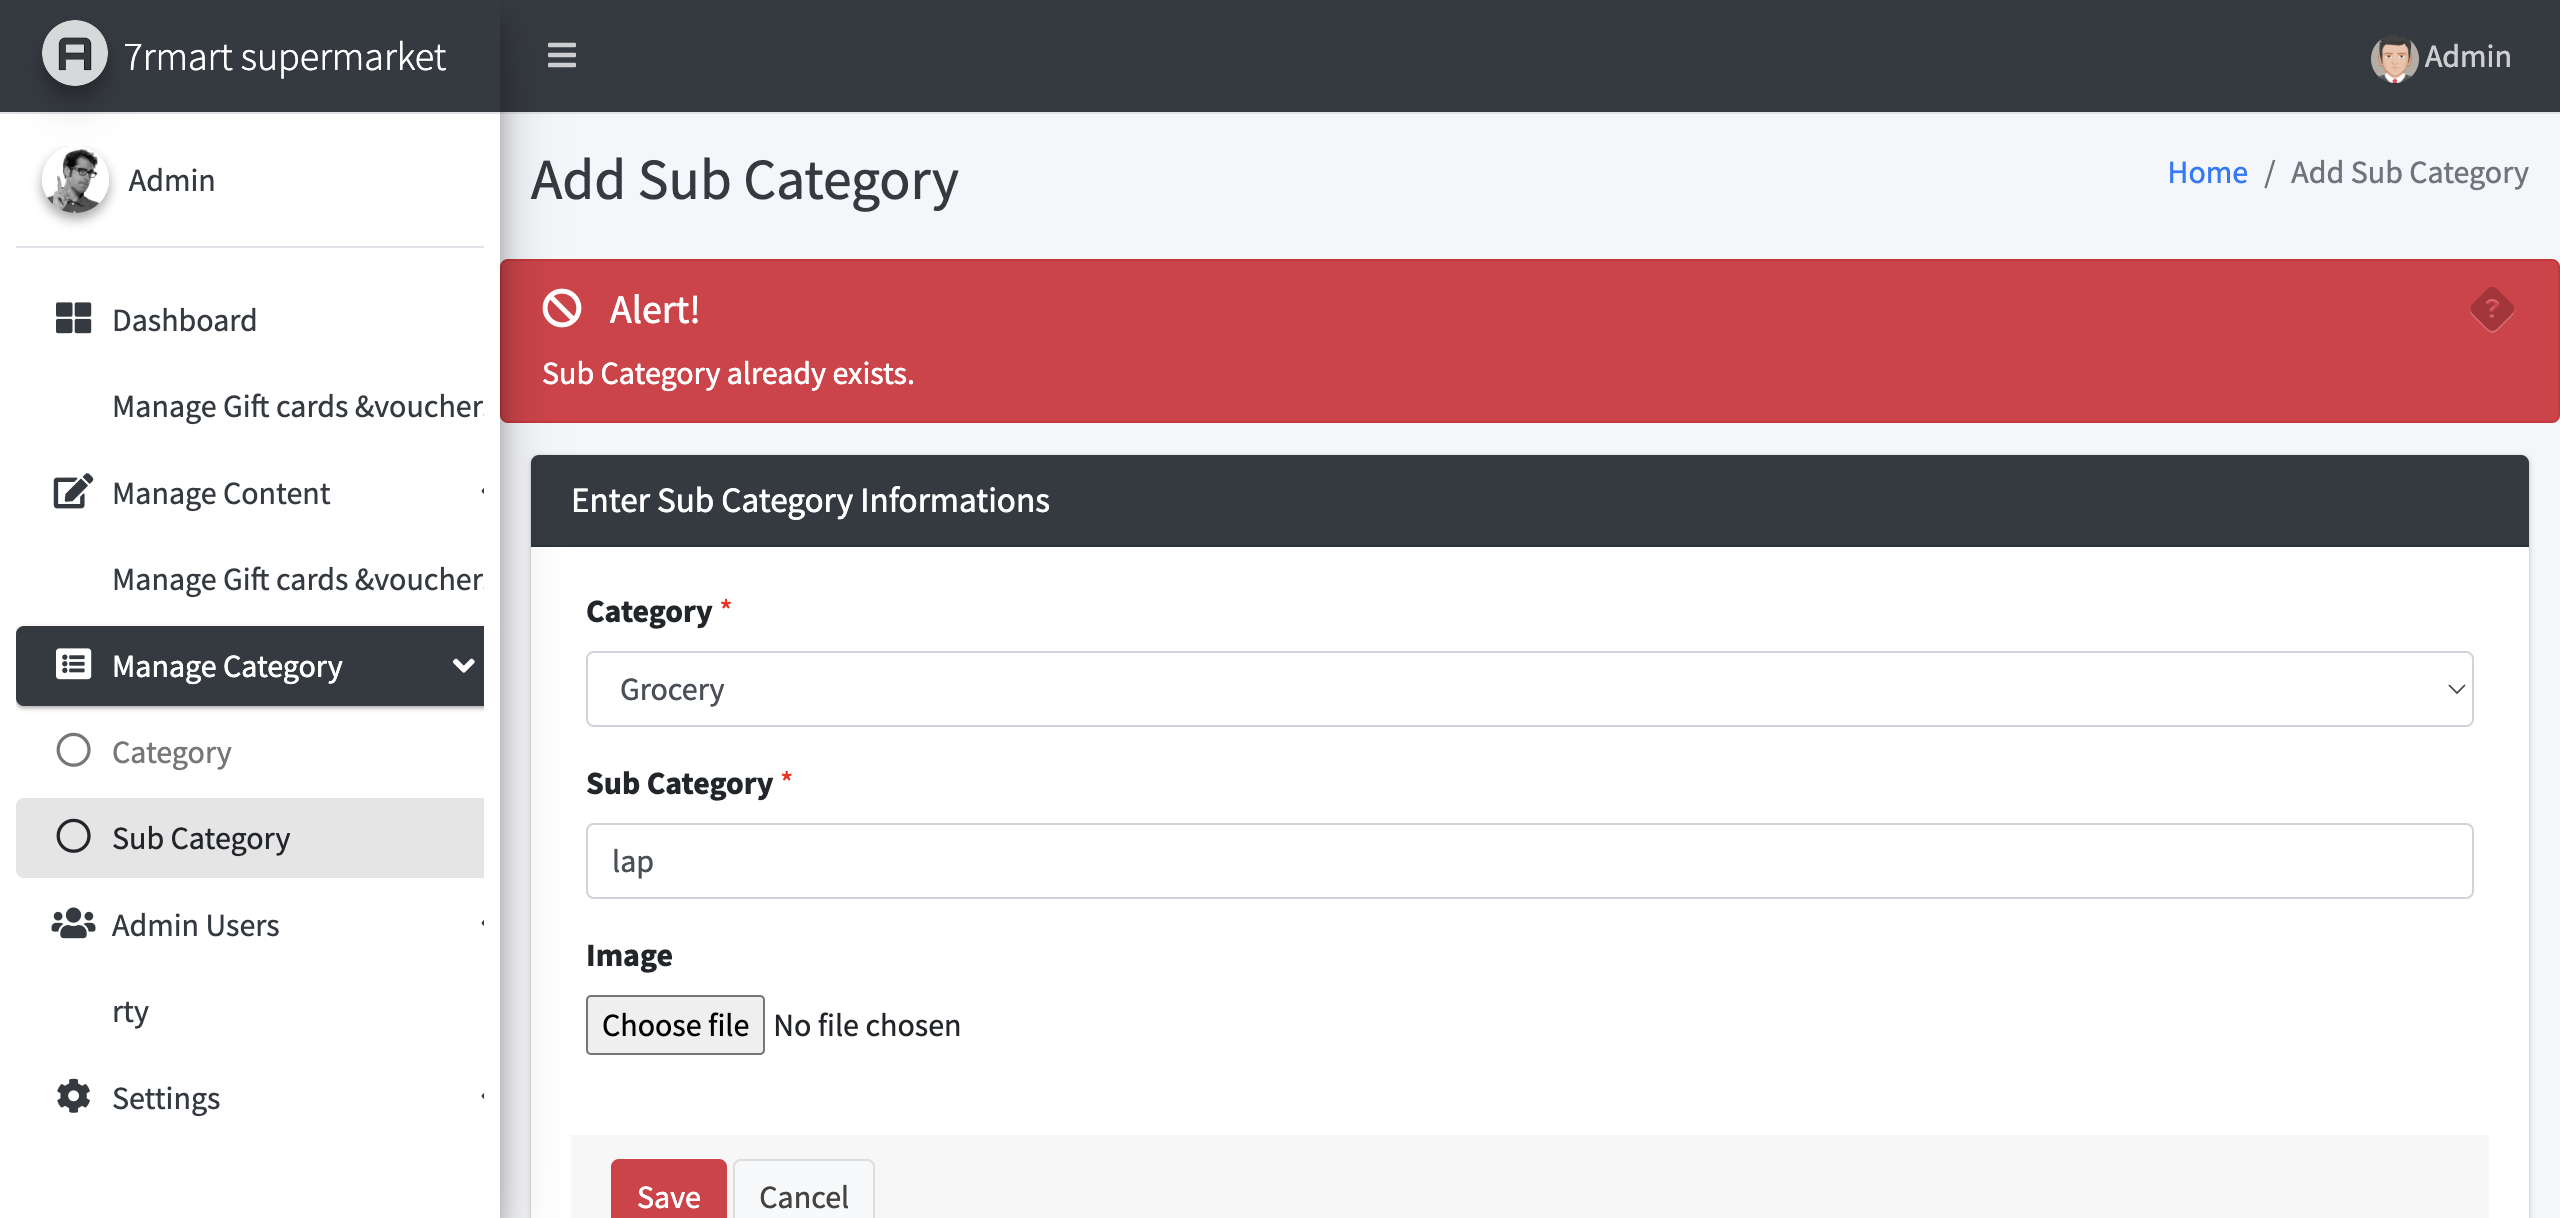 7rmart supermarket
Admin
Admin
Dashboard
Manage Gift cards &voucher
Manage Content
Manage Gift cards &voucher
Manage Category
Category
Sub Category
Admin Users
rty
Settings
Add Sub Category
Home / Add Sub Category
Alert!
?
Sub Category already exists.
Enter Sub Category Informations
Category *
Grocery
Sub Category *
lap
Image
Choose file No file chosen
Save Cancel